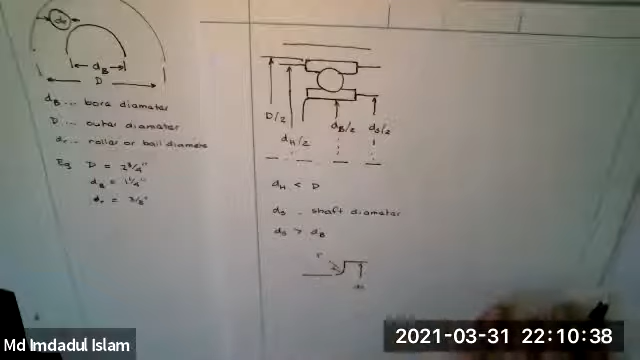 dr
dB
D
dB ... bore diameter
D .... outer diameter
dr ... roller or ball diameter
Eg D = 2 3/4"
dB = 1 1/4"
dr = 3/8"
D/2
dH/2
dB/2
dS/2
dH < D
dS - shaft diameter
dS > dB
r
Md Imdadul Islam
2021-03-31 22:10:38